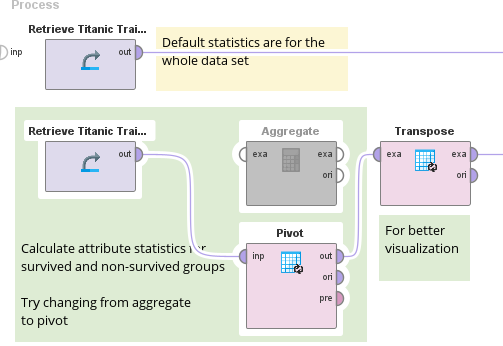 Process
Retrieve Titanic Trai...
inp
out
Default statistics are for the
whole data set
Retrieve Titanic Trai...
out
Aggregate
exa
exa
ori
Transpose
exa
exa
ori
Pivot
inp
out
ori
pre
For better
visualization
Calculate attribute statistics for
survived and non-survived groups
Try changing from aggregate
to pivot